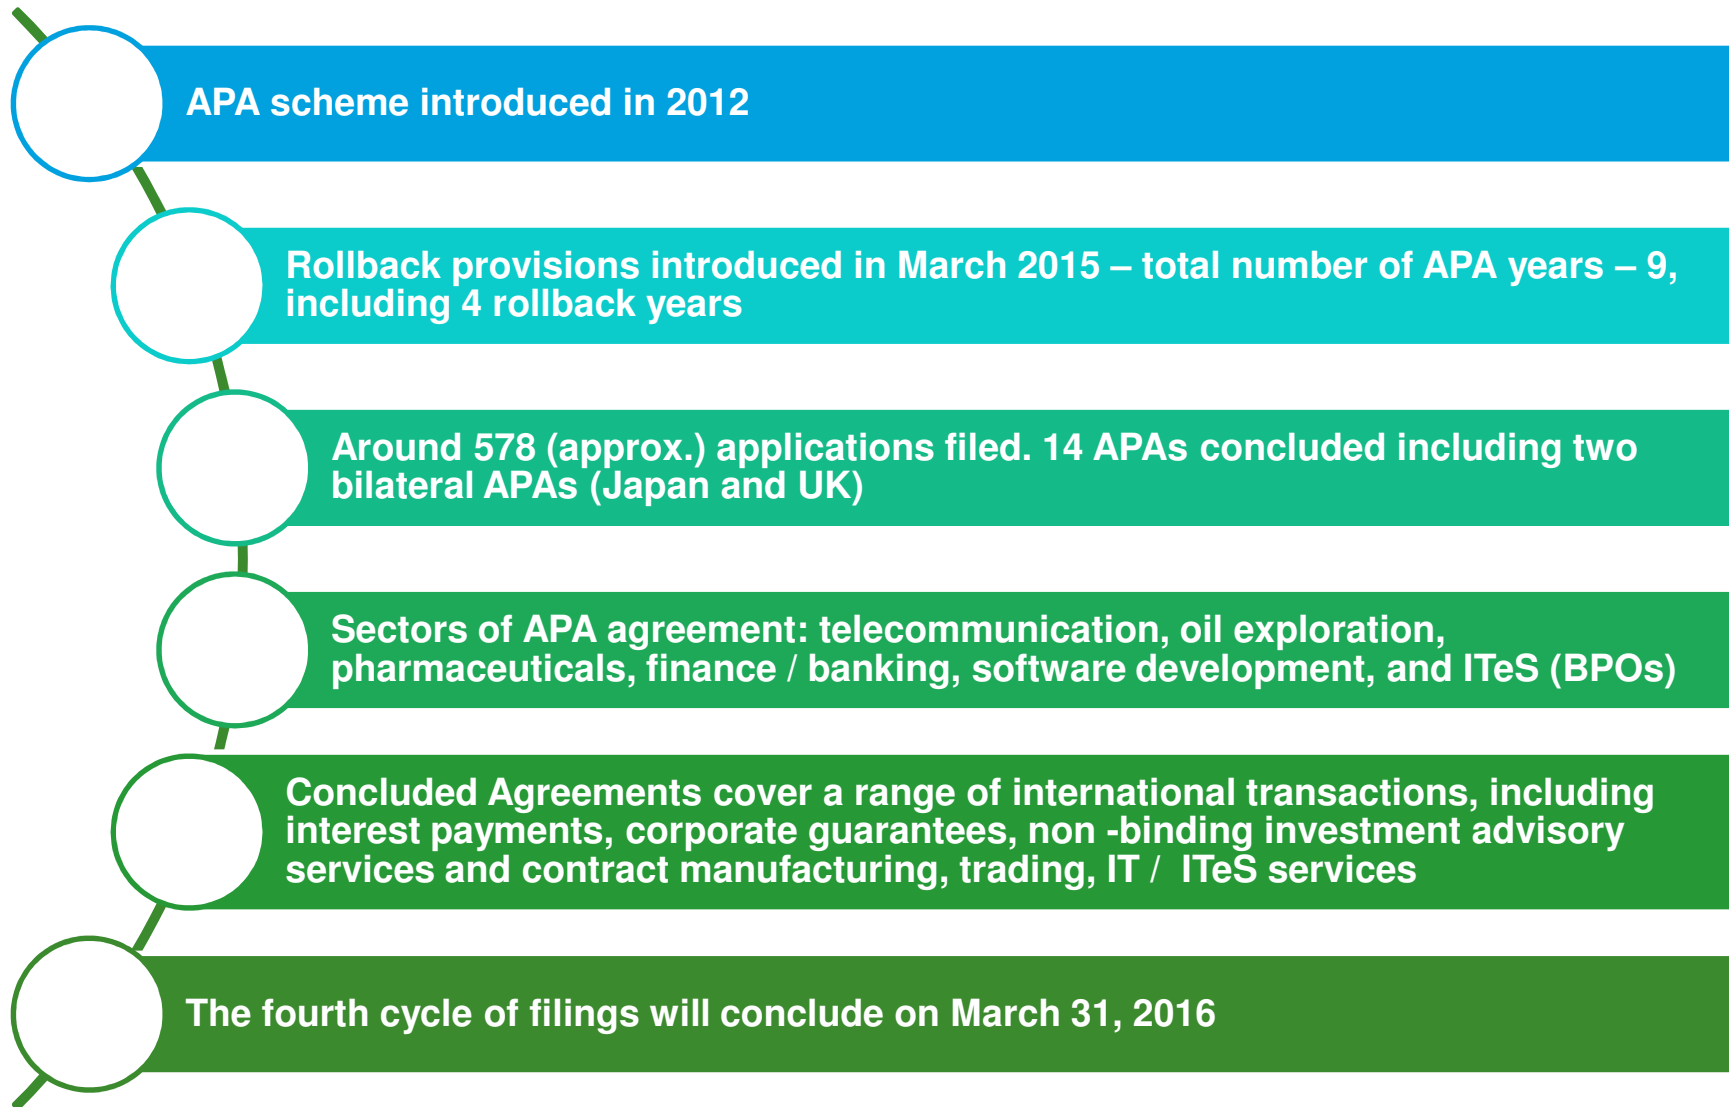 APA scheme introduced in 2012
Rollback provisions introduced in March 2015 – total number of APA years – 9,
including 4 rollback years
Around 578 (approx.) applications filed. 14 APAs concluded including two
bilateral APAs (Japan and UK)
Sectors of APA agreement: telecommunication, oil exploration,
pharmaceuticals, finance / banking, software development, and ITeS (BPOs)
Concluded Agreements cover a range of international transactions, including
interest payments, corporate guarantees, non -binding investment advisory
services and contract manufacturing, trading, IT /  ITeS services
The fourth cycle of filings will conclude on March 31, 2016